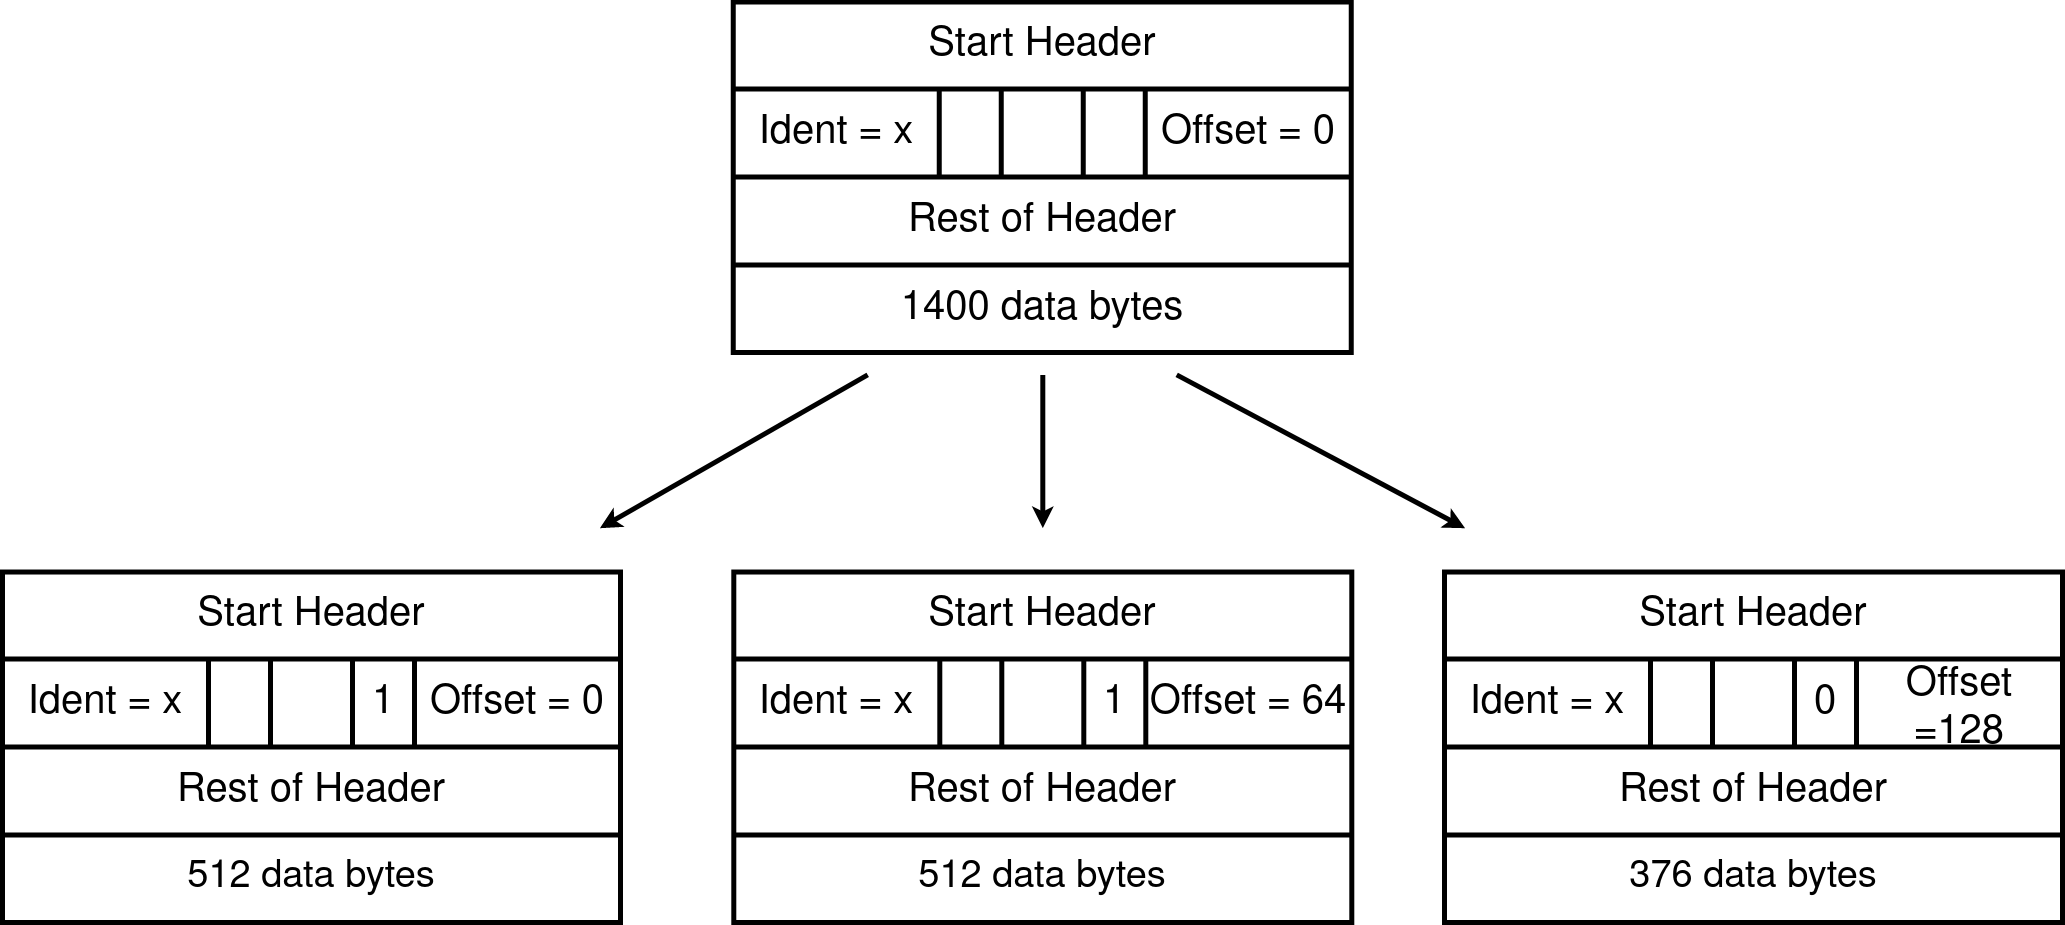 Start Header
Ident = x Offset = 0
Rest of Header
1400 data bytes
Start Header
Ident = x 1 Offset = 0
Rest of Header
512 data bytes
Start Header
Ident = x 1 Offset = 64
Rest of Header
512 data bytes
Start Header
Ident = x 0 Offset
=128
Rest of Header
376 data bytes